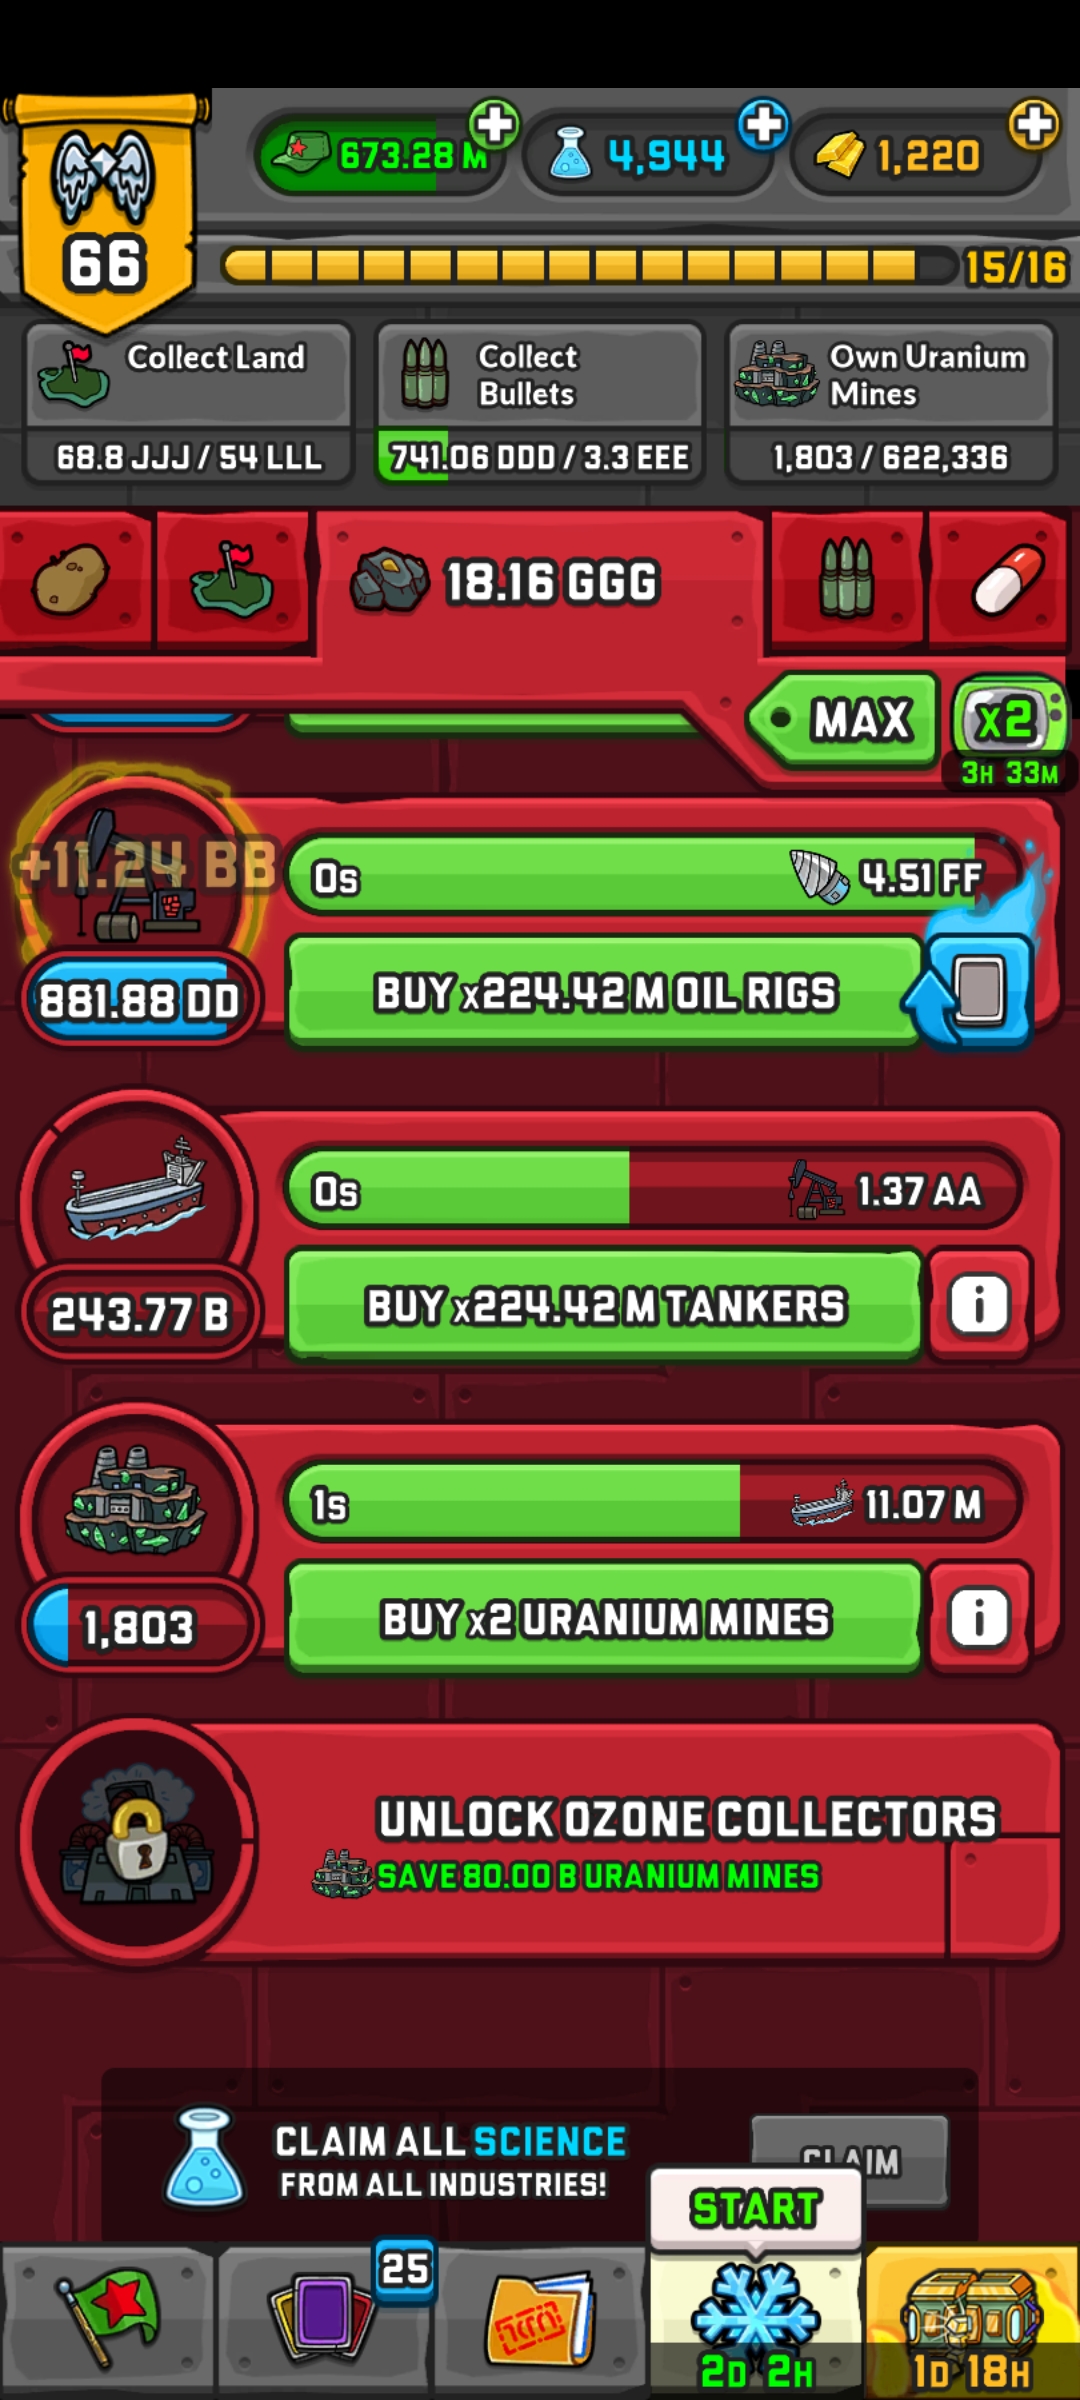 673.28 M
4,944
1,220
66
15/16
Collect Land
68.8 JJJ / 54 LLL
Collect
Bullets
741.06 DDD / 3.3 EEE
Own Uranium
Mines
1,803 / 622,336
18.16 GGG
MAX
x2
3H 33M
+11.24 BB
0s
4.51 FF
881.88 DD
BUY x224.42 M OIL RIGS
0s
1.37 AA
243.77 B
BUY x224.42 M TANKERS
i
1s
11.07 M
1,803
BUY x2 URANIUM MINES
i
UNLOCK OZONE COLLECTORS
SAVE 80.00 B URANIUM MINES
CLAIM ALL SCIENCE
FROM ALL INDUSTRIES!
CLAIM
START
25
2D 2H
1D 18H